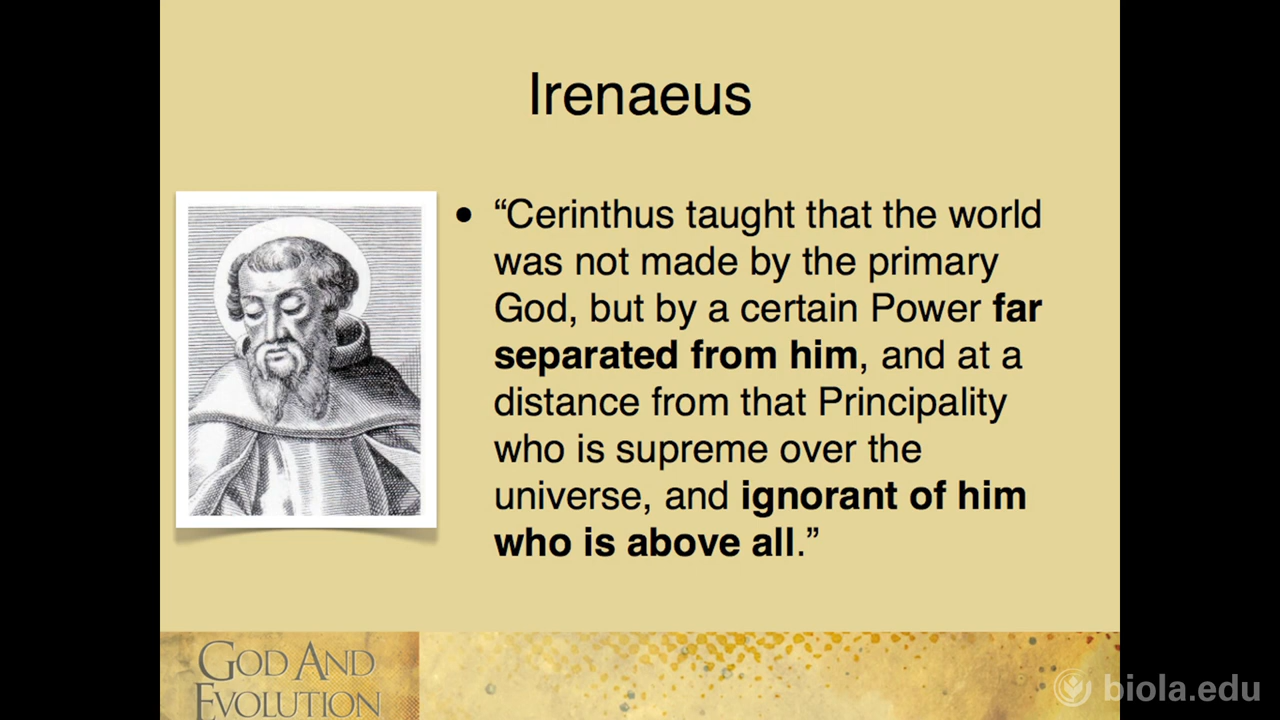 Irenaeus
• “Cerinthus taught that the world
was not made by the primary
God, but by a certain Power far
separated from him, and at a
distance from that Principality
who is supreme over the
universe, and ignorant of him
who is above all.”
GOD AND
EVOLUTION
biola.edu